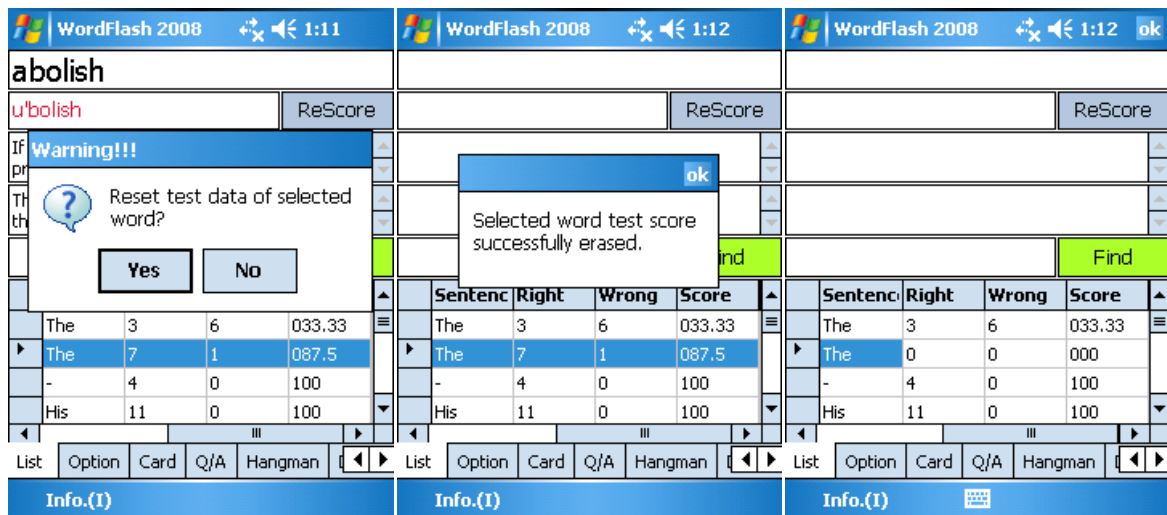 WordFlash 2008 1:11
abolish
u'bolish ReScore
If
pr
Th
th
Warning!!!
Reset test data of selected
word?
Yes No
The 3 6 033.33
The 7 1 087.5
- 4 0 100
His 11 0 100
List Option Card Q/A Hangman
Info.(I)
WordFlash 2008 1:12
ReScore
ok
Selected word test score
successfully erased.
ind
Sentenc Right Wrong Score
The 3 6 033.33
The 7 1 087.5
- 4 0 100
His 11 0 100
List Option Card Q/A Hangman
Info.(I)
WordFlash 2008 1:12 ok
ReScore
Find
Sentenc Right Wrong Score
The 3 6 033.33
The 0 0 000
- 4 0 100
His 11 0 100
List Option Card Q/A Hangman
Info.(I)